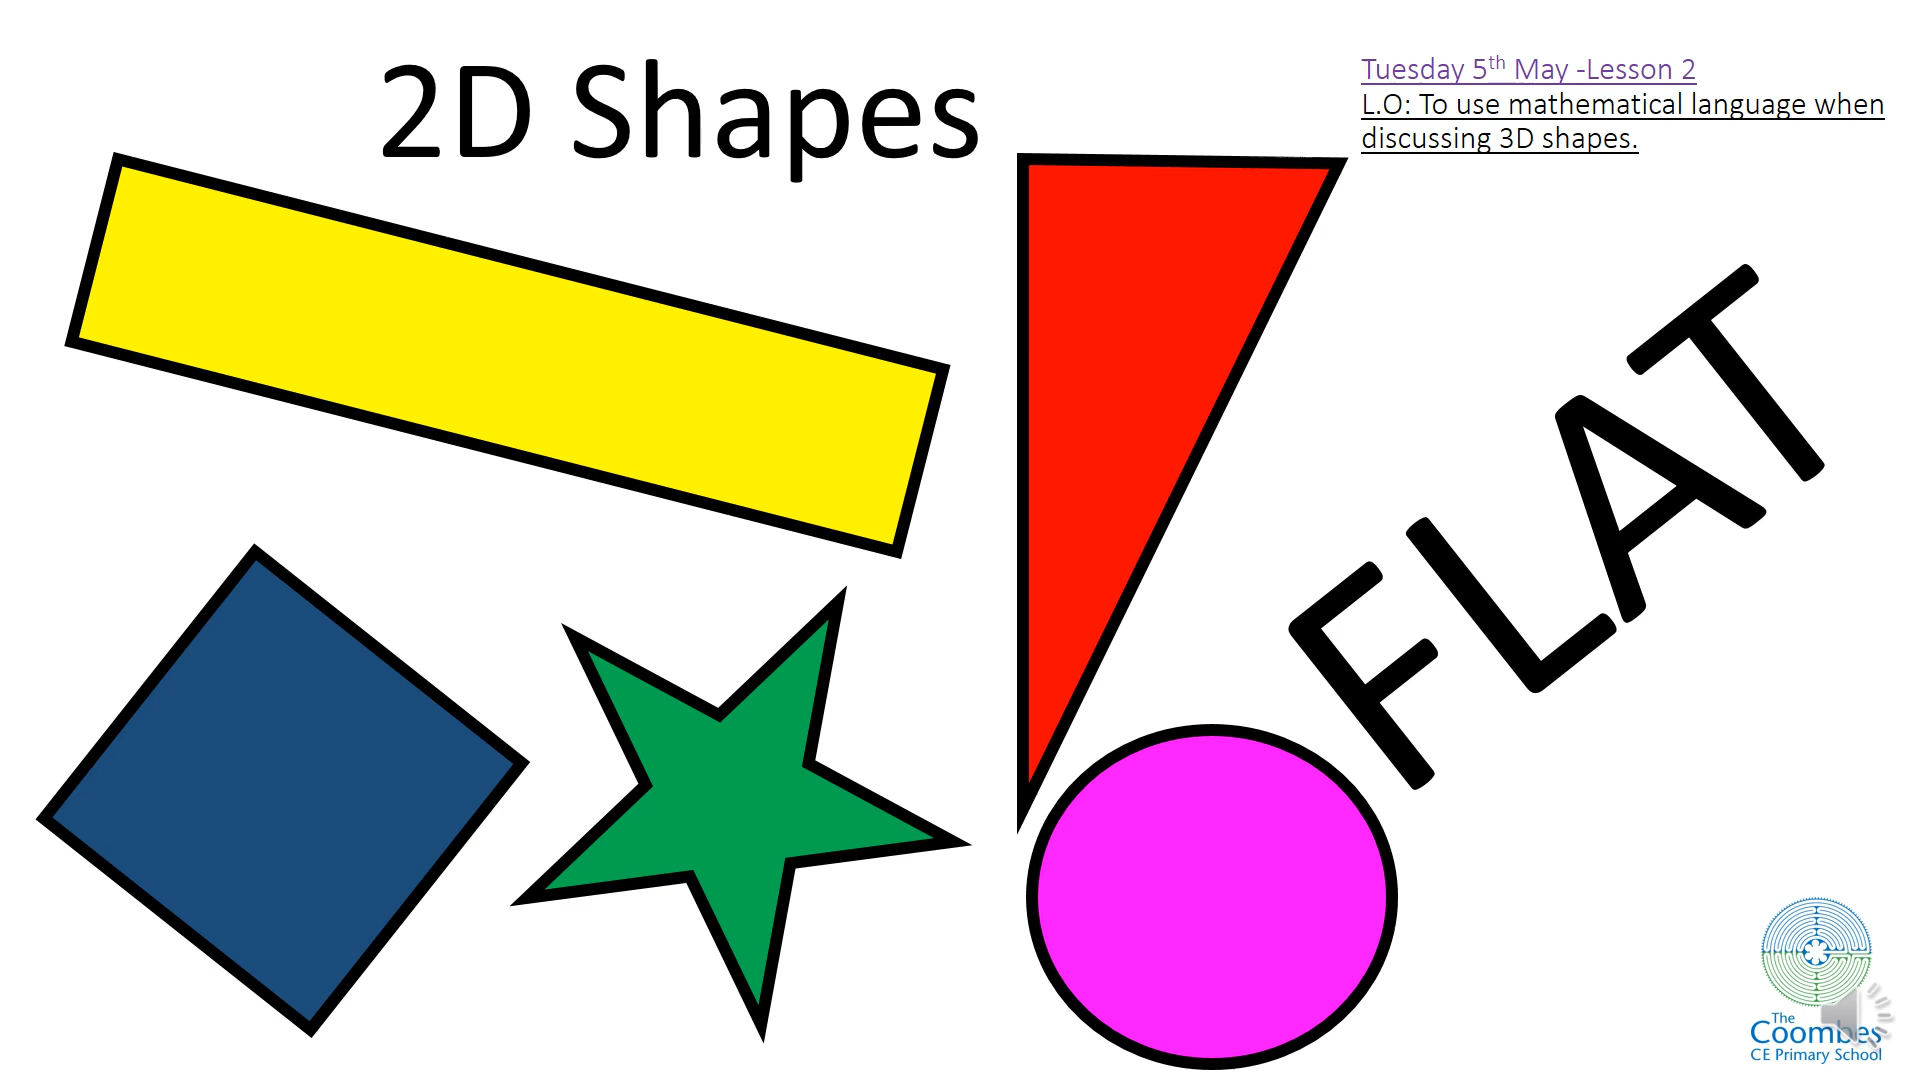 2D Shapes
Tuesday 5th May -Lesson 2
L.O: To use mathematical language when
discussing 3D shapes.
FLAT
The
Coombes
CE Primary School